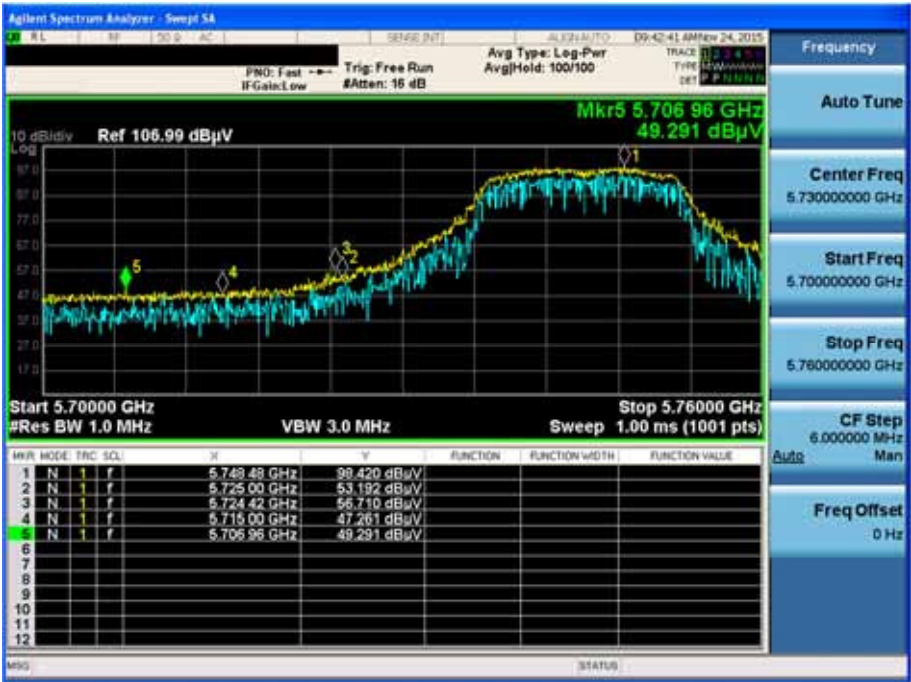 Agilent Spectrum Analyzer - Swept SA
RL RF 50 Ω AC SENSE:INT ALIGN AUTO 09:42:41 AM Nov 24, 2015
Frequency
PNO: Fast
IFGain:Low
Trig: Free Run
#Atten: 16 dB
Avg Type: Log-Pwr
Avg|Hold: 100/100
TRACE 1 2 3 4 5 6
TYPE
DET P P N N N N
Mkr5 5.706 96 GHz
49.291 dBµV
10 dB/div Ref 106.99 dBµV
Log
97.0
87.0
77.0
67.0
57.0
47.0
37.0
27.0
17.0
1
2
3
4
5
Start 5.70000 GHz
Stop 5.76000 GHz
#Res BW 1.0 MHz
VBW 3.0 MHz
Sweep 1.00 ms (1001 pts)
MKR MODE TRC SCL X Y FUNCTION FUNCTION WIDTH FUNCTION VALUE
1 N 1 f 5.748 48 GHz 98.420 dBµV
2 N 1 f 5.725 00 GHz 53.192 dBµV
3 N 1 f 5.724 42 GHz 56.710 dBµV
4 N 1 f 5.715 00 GHz 47.261 dBµV
5 N 1 f 5.706 96 GHz 49.291 dBµV
6
7
8
9
10
11
12
MSG
STATUS
Auto Tune
Center Freq
5.730000000 GHz
Start Freq
5.700000000 GHz
Stop Freq
5.760000000 GHz
CF Step
6.000000 MHz
Auto Man
Freq Offset
0 Hz